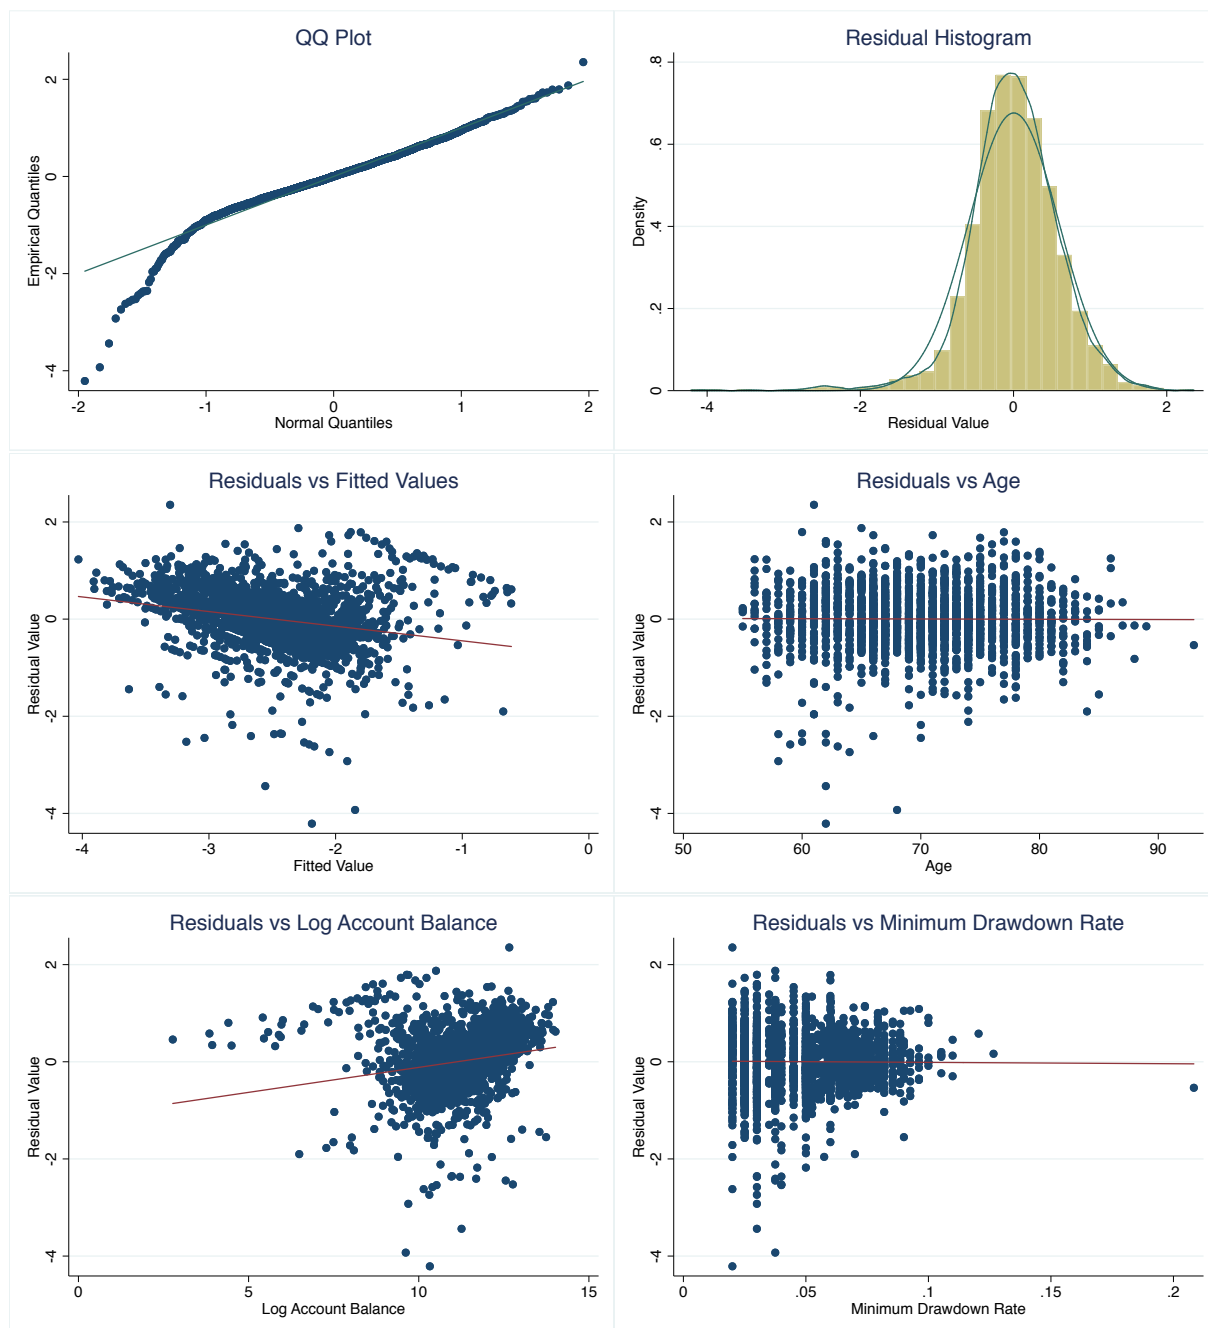 QQ Plot
Empirical Quantiles
2
0
-2
-4
-2
-1
0
1
2
Normal Quantiles
Residual Histogram
Density
.8
.6
.4
.2
0
-4
-2
0
2
Residual Value
Residuals vs Fitted Values
Residual Value
2
0
-2
-4
-4
-3
-2
-1
0
Fitted Value
Residuals vs Age
Residual Value
2
0
-2
-4
50
60
70
80
90
Age
Residuals vs Log Account Balance
Residual Value
2
0
-2
-4
0
5
10
15
Log Account Balance
Residuals vs Minimum Drawdown Rate
Residual Value
2
0
-2
-4
0
.05
.1
.15
.2
Minimum Drawdown Rate